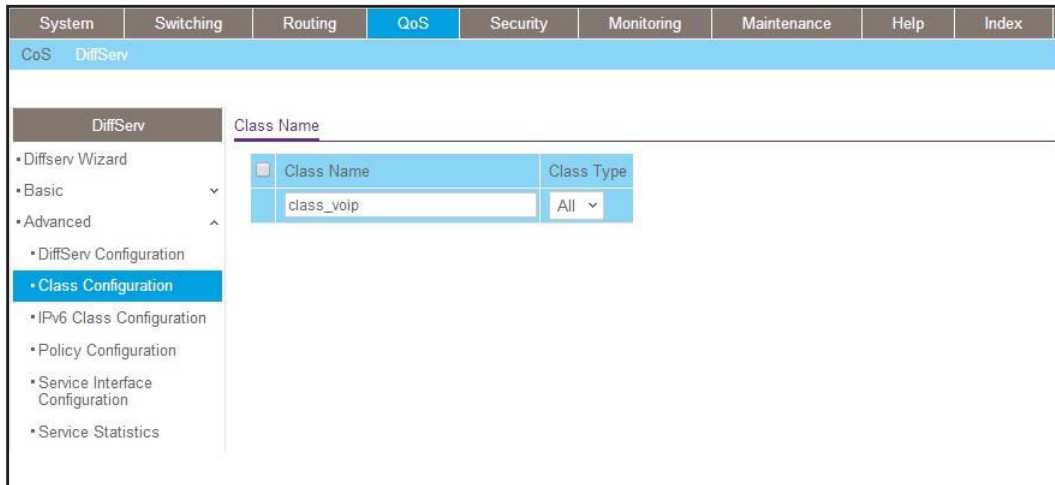 System Switching Routing QoS Security Monitoring Maintenance Help Index
CoS DiffServ
DiffServ
Diffserv Wizard
Basic
Advanced
DiffServ Configuration
Class Configuration
IPv6 Class Configuration
Policy Configuration
Service Interface
Configuration
Service Statistics
Class Name
Class Name Class Type
class_voip All